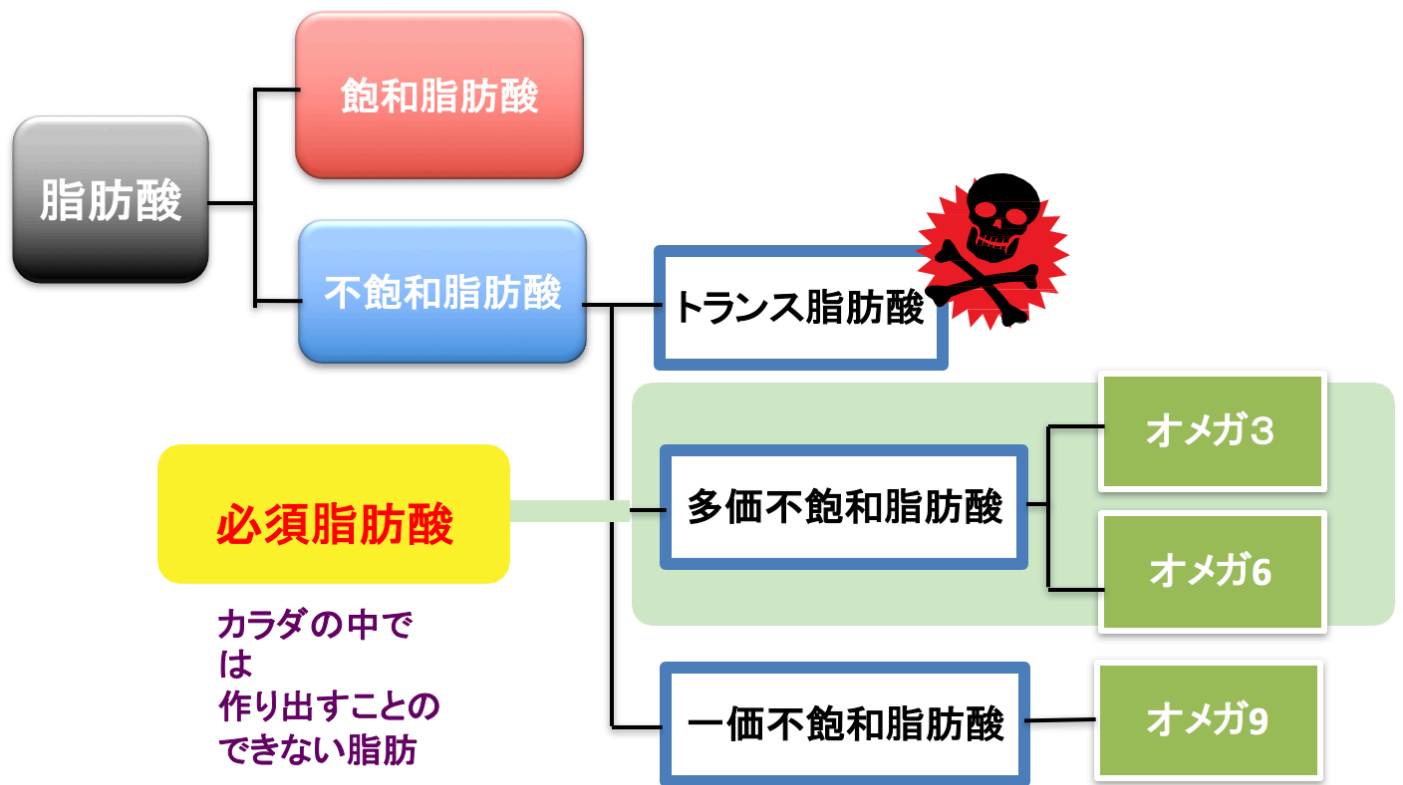 飽和脂肪酸
脂肪酸
不飽和脂肪酸
トランス脂肪酸
オメガ３
必須脂肪酸
多価不飽和脂肪酸
オメガ6
カラダの中で
は
作り出すことの
できない脂肪
一価不飽和脂肪酸
オメガ9